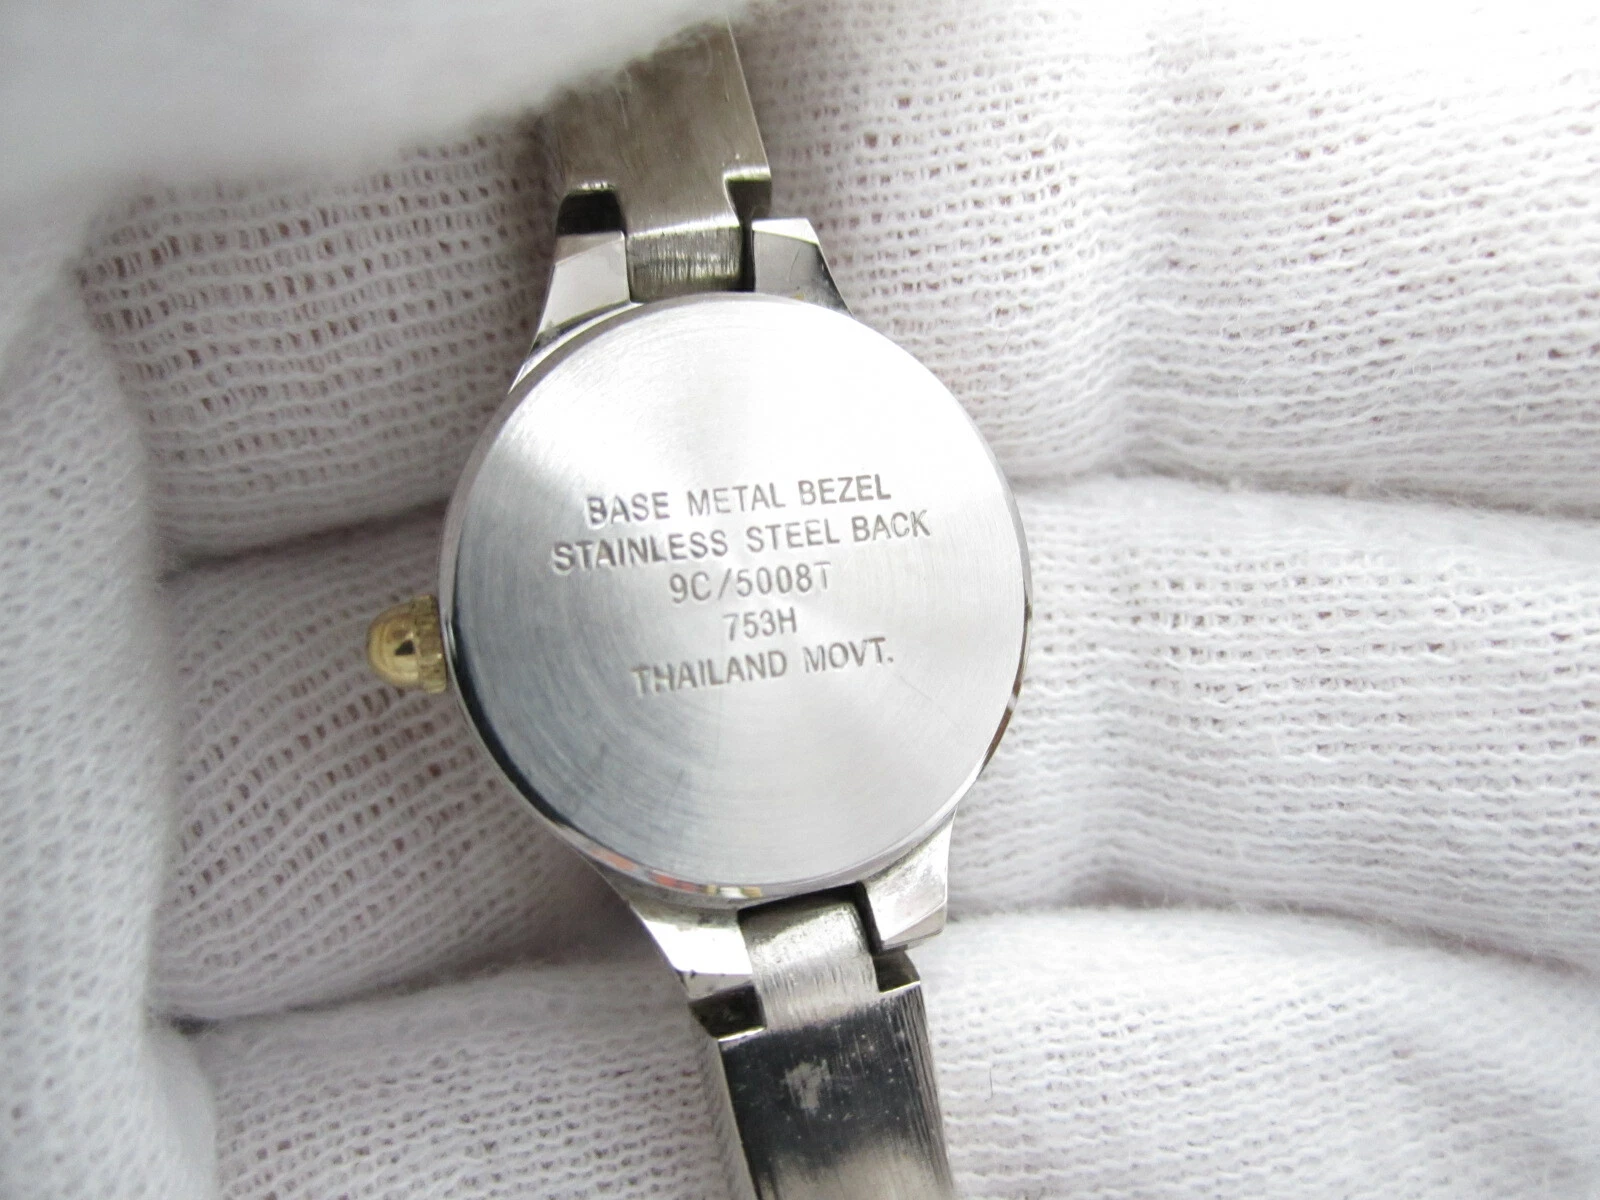 BASE METAL BEZEL
STAINLESS STEEL BACK
9C/5008T
753H
THAILAND MOVT.